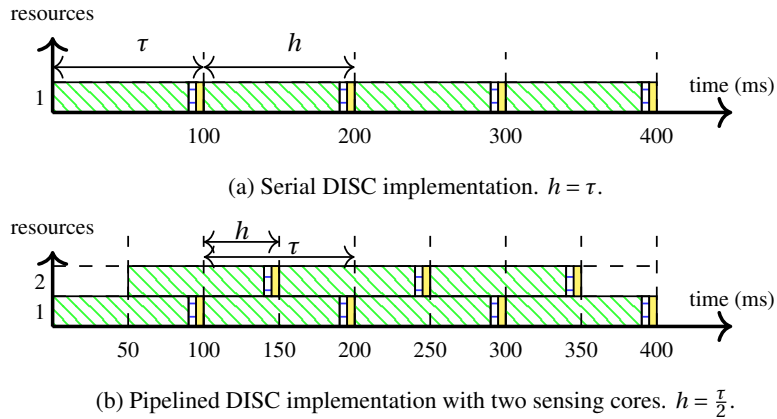 resources
τ
h
1
time (ms)
100
200
300
400
(a) Serial DISC implementation. h = τ.
resources
h
τ
2
1
time (ms)
50
100
150
200
250
300
350
400
(b) Pipelined DISC implementation with two sensing cores. h = τ/2.